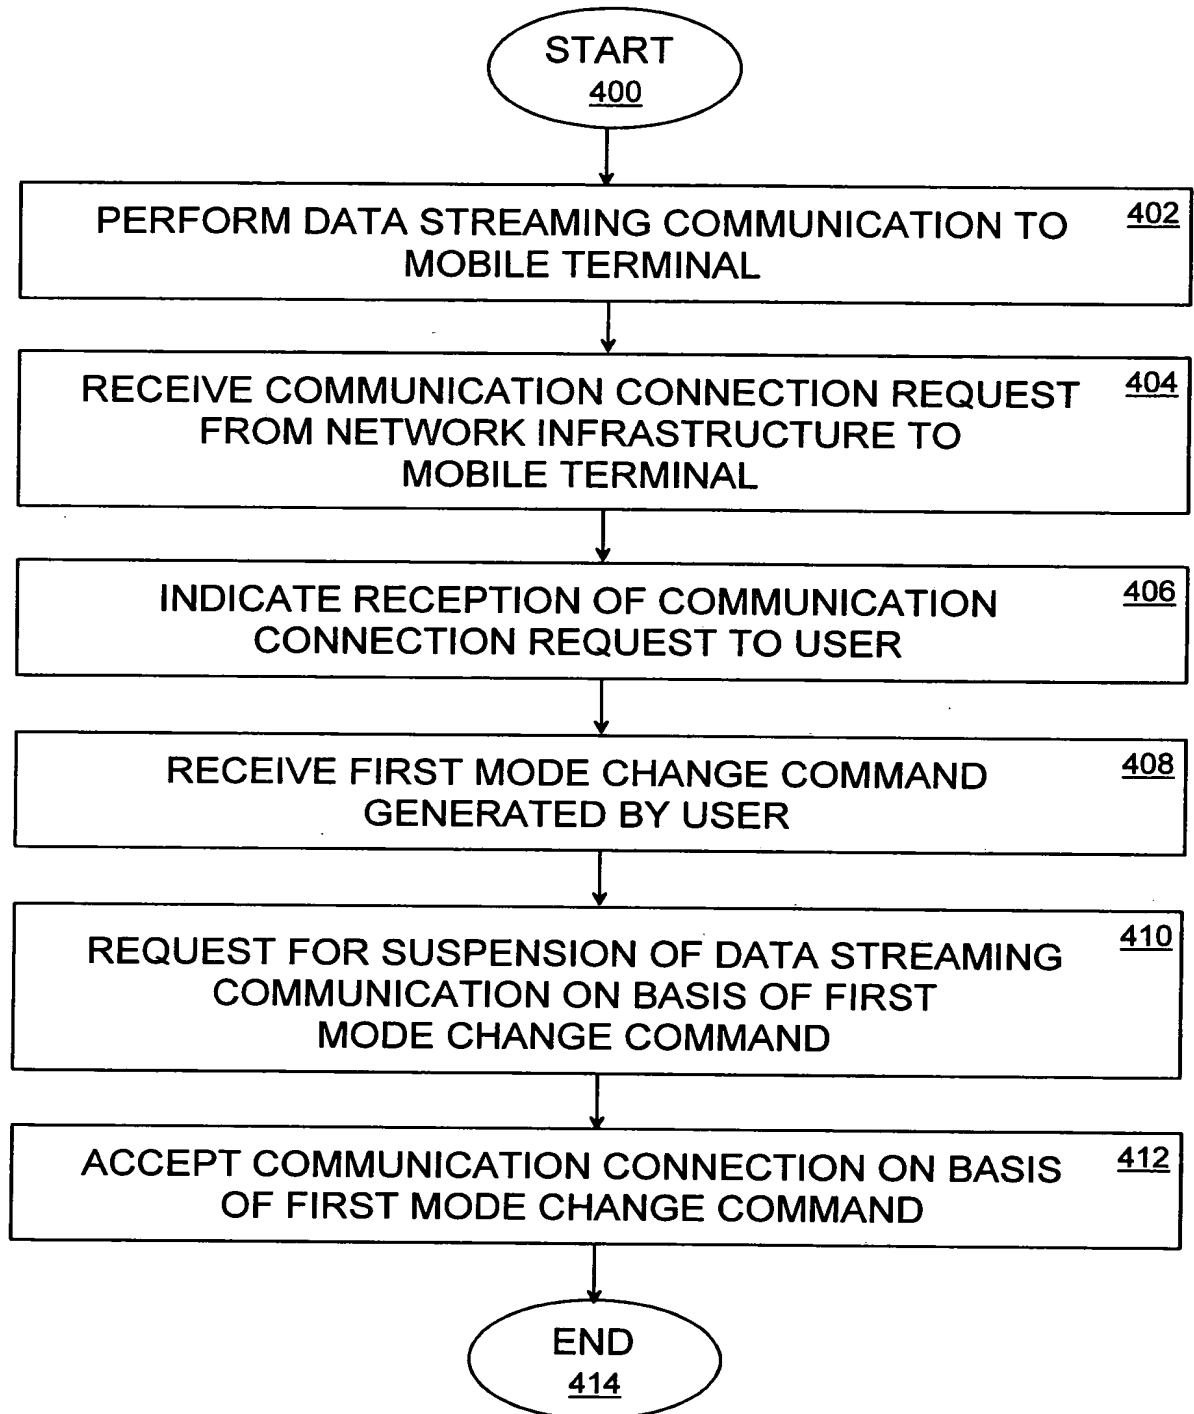 START
400
PERFORM DATA STREAMING COMMUNICATION TO
MOBILE TERMINAL
402
RECEIVE COMMUNICATION CONNECTION REQUEST
FROM NETWORK INFRASTRUCTURE TO
MOBILE TERMINAL
404
INDICATE RECEPTION OF COMMUNICATION
CONNECTION REQUEST TO USER
406
RECEIVE FIRST MODE CHANGE COMMAND
GENERATED BY USER
408
REQUEST FOR SUSPENSION OF DATA STREAMING
COMMUNICATION ON BASIS OF FIRST
MODE CHANGE COMMAND
410
ACCEPT COMMUNICATION CONNECTION ON BASIS
OF FIRST MODE CHANGE COMMAND
412
END
414